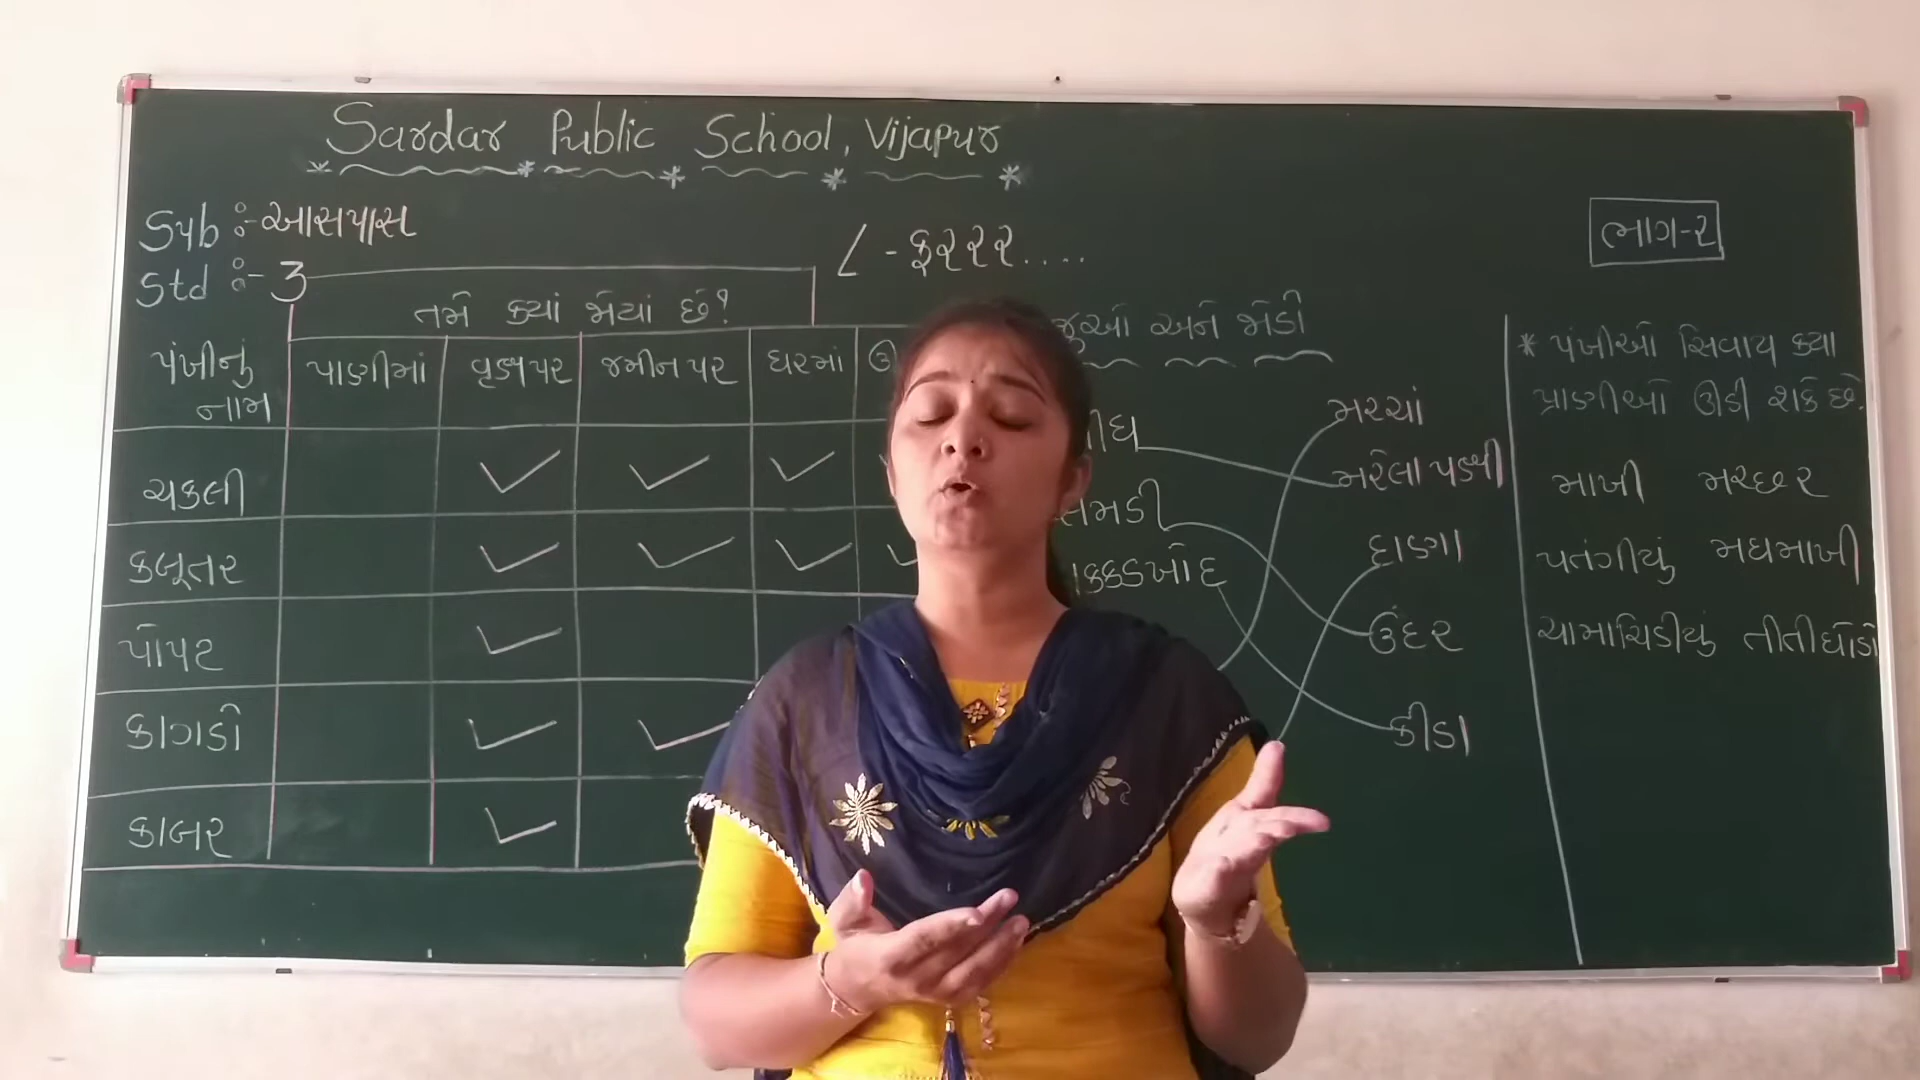 Sardar Public School, Vijapur
Sub :- આસપાસ
Std :- 3
૮ - ફરરર....
ભાગ-૨
તમે ક્યાં જોયાં છે?
પંખીનું નામ
પાણીમાં
વૃક્ષ પર
જમીન પર
ઘરમાં
ચકલી
કબૂતર
પોપટ
કાગડો
કાબર
જુઓ અને જોડો
મરચાં
મરેલા પક્ષી
દાણા
ઉંદર
કીડા
* પંખીઓ સિવાય ક્યા
પ્રાણીઓ ઊડી શકે છે.
માખી મચ્છર
પતંગીયું મધમાખી
ચામાચિડીયું તીતીઘોડો